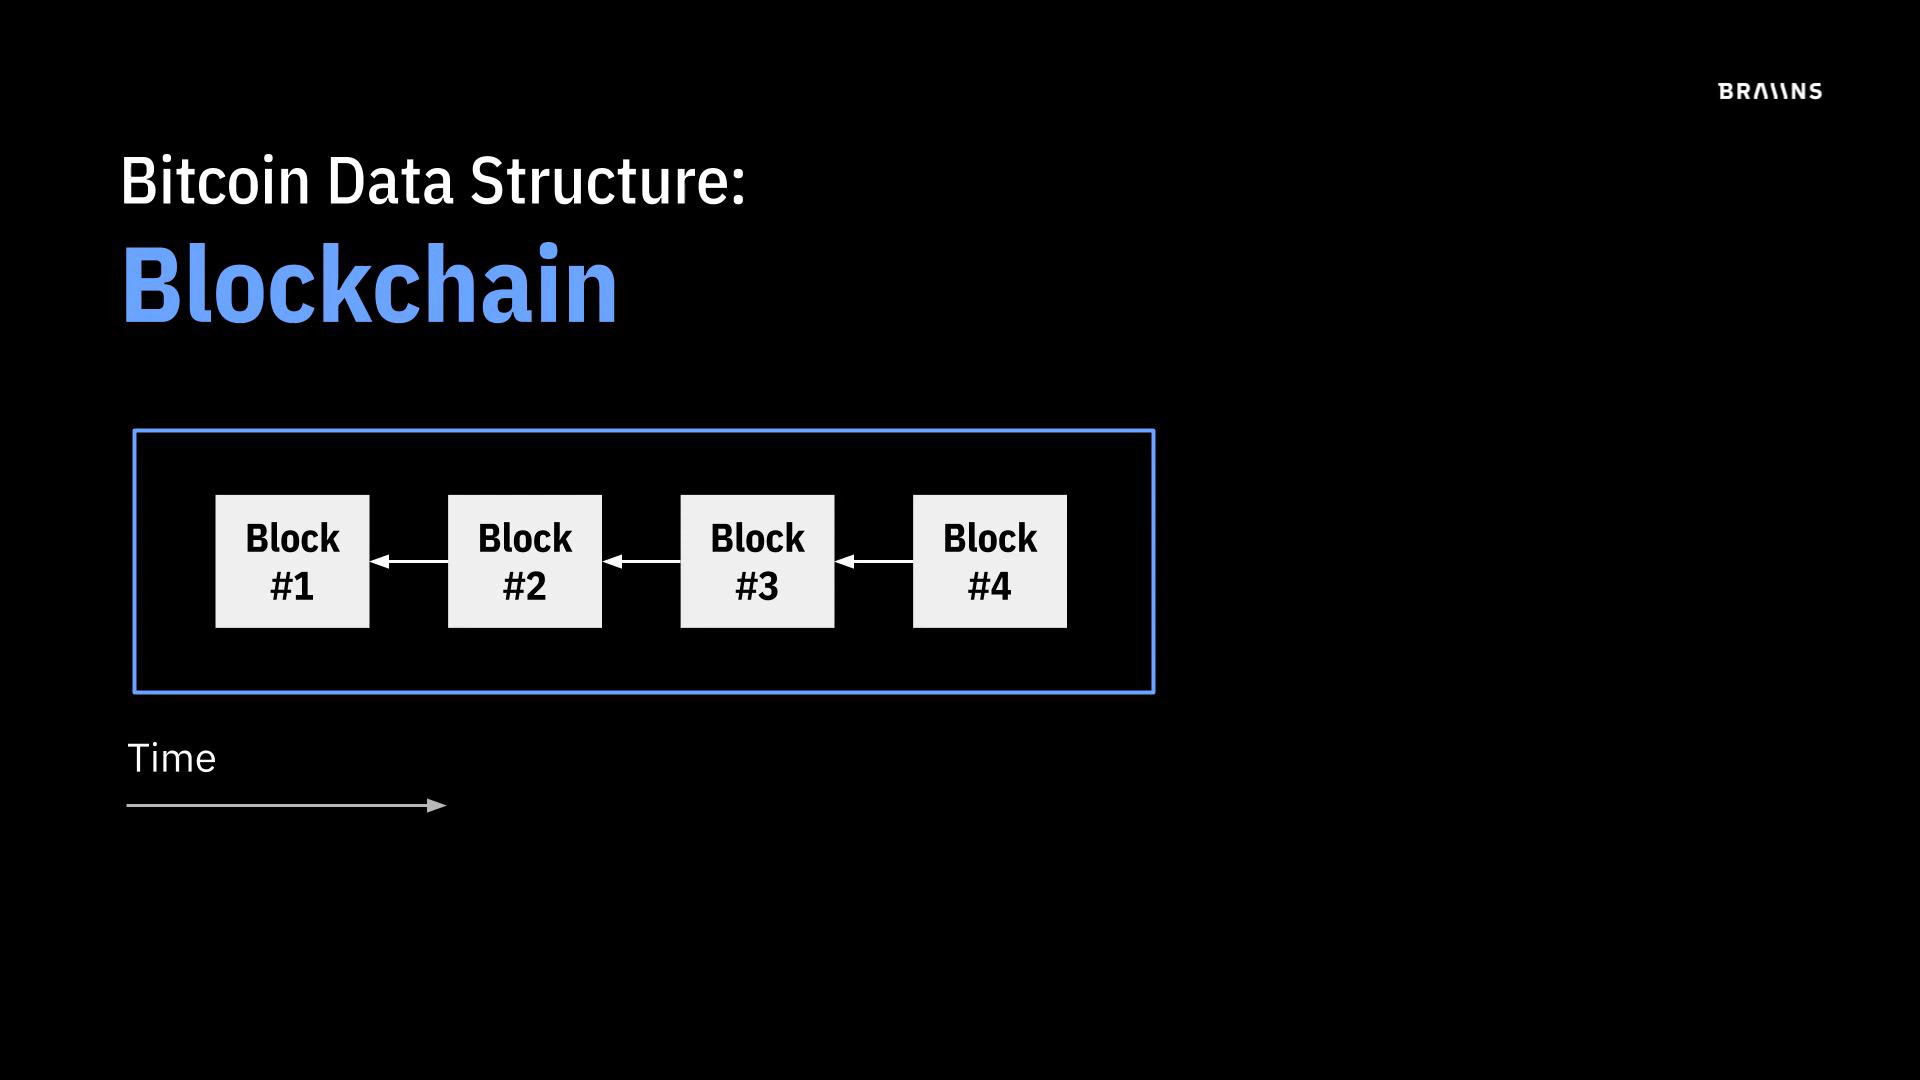 BRAIINS
Bitcoin Data Structure:
Blockchain
Block
#1
Block
#2
Block
#3
Block
#4
Time